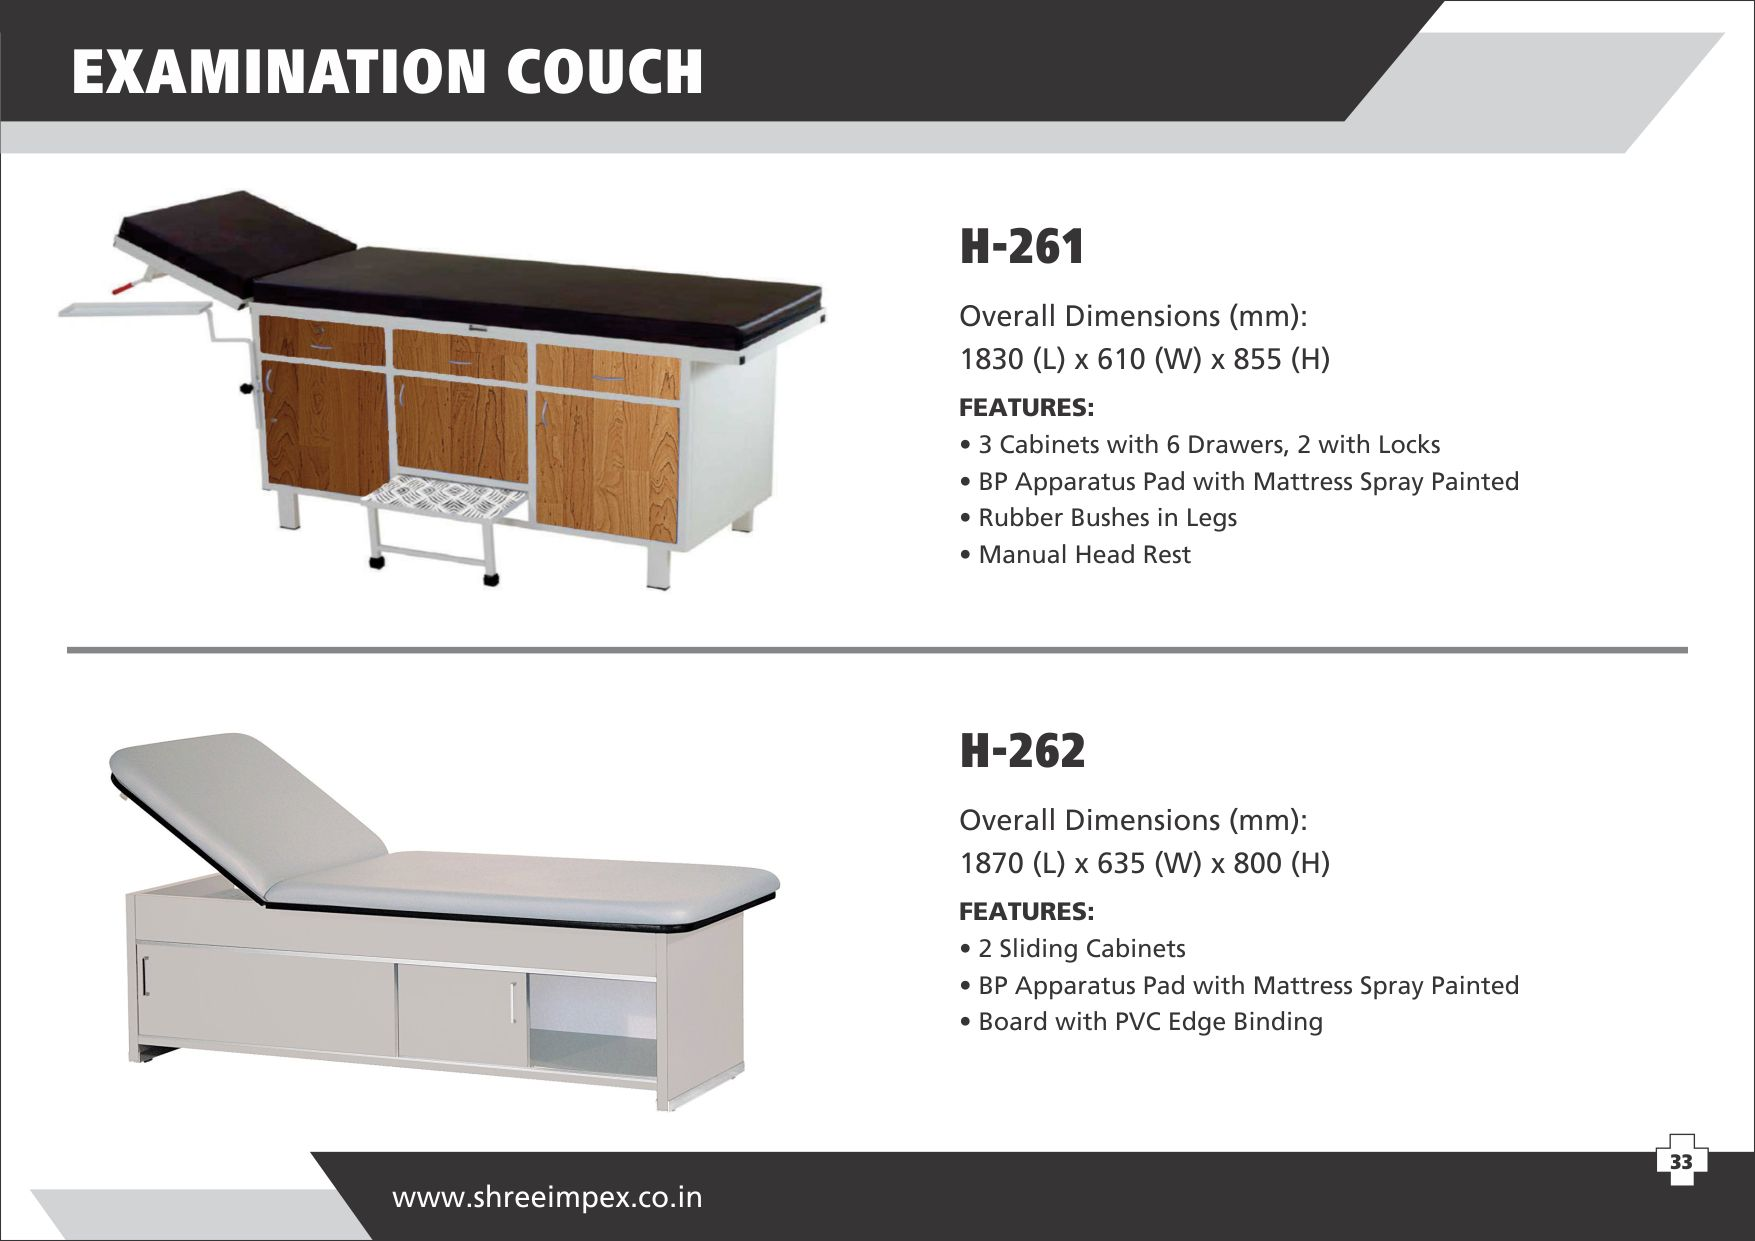 EXAMINATION COUCH
H-261
Overall Dimensions (mm):
1830 (L) x 610 (W) x 855 (H)
FEATURES:
• 3 Cabinets with 6 Drawers, 2 with Locks
• BP Apparatus Pad with Mattress Spray Painted
• Rubber Bushes in Legs
• Manual Head Rest
H-262
Overall Dimensions (mm):
1870 (L) x 635 (W) x 800 (H)
FEATURES:
• 2 Sliding Cabinets
• BP Apparatus Pad with Mattress Spray Painted
• Board with PVC Edge Binding
33
www.shreeimpex.co.in